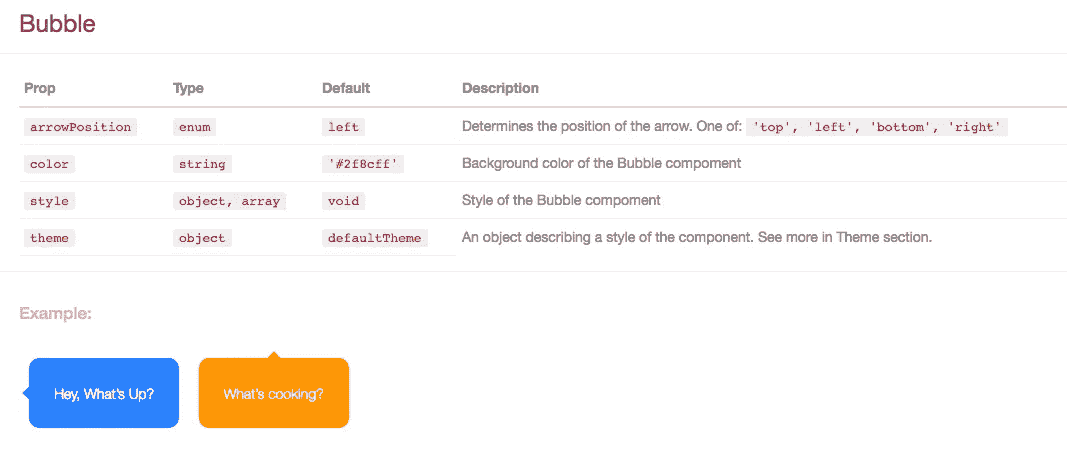 Bubble
Prop Type Default Description
arrowPosition enum left Determines the position of the arrow. One of: 'top', 'left', 'bottom', 'right'
color string '#2f8cff' Background color of the Bubble compoment
style object, array void Style of the Bubble compoment
theme object defaultTheme An object describing a style of the component. See more in Theme section.
Example:
Hey, What's Up? What's cooking?